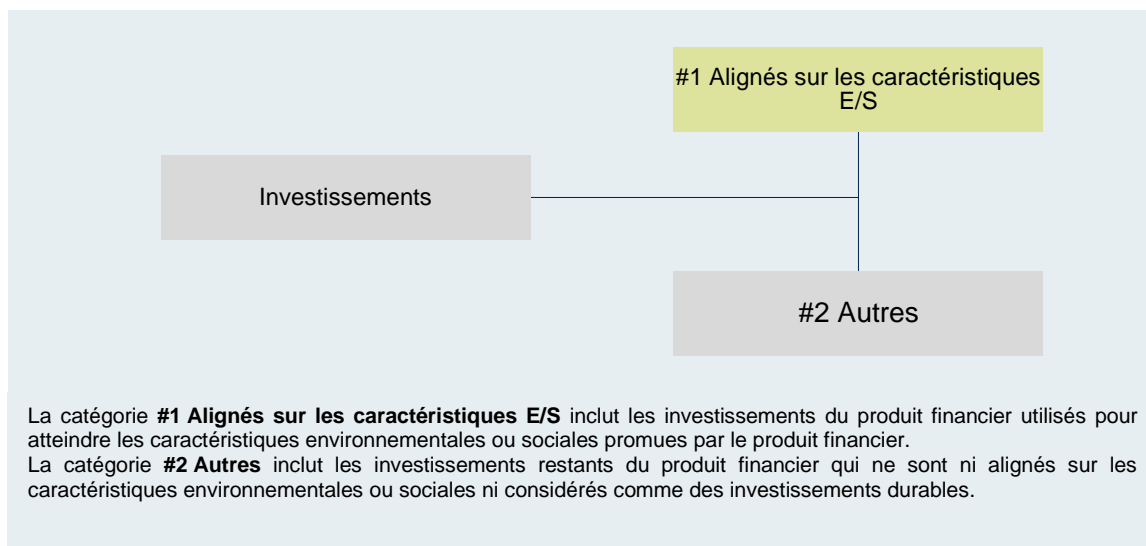 #1 Alignés sur les caractéristiques
E/S
Investissements
#2 Autres
La catégorie #1 Alignés sur les caractéristiques E/S inclut les investissements du produit financier utilisés pour
atteindre les caractéristiques environnementales ou sociales promues par le produit financier.
La catégorie #2 Autres inclut les investissements restants du produit financier qui ne sont ni alignés sur les
caractéristiques environnementales ou sociales ni considérés comme des investissements durables.